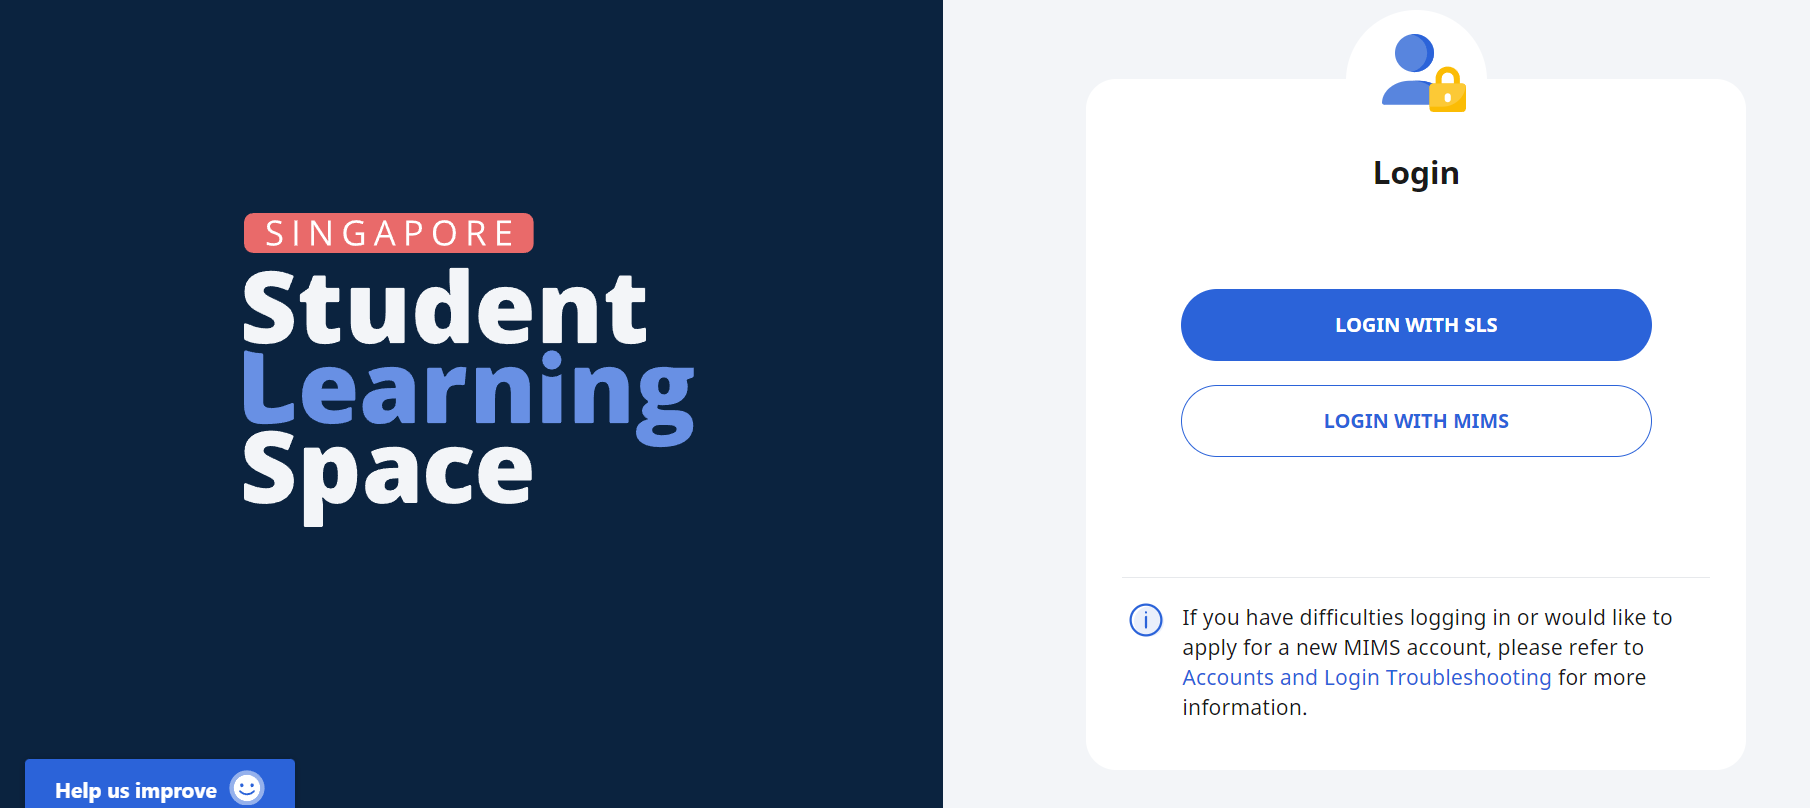 SINGAPORE
Student
Learning
Space
Help us improve
Login
LOGIN WITH SLS
LOGIN WITH MIMS
If you have difficulties logging in or would like to
apply for a new MIMS account, please refer to
Accounts and Login Troubleshooting for more
information.